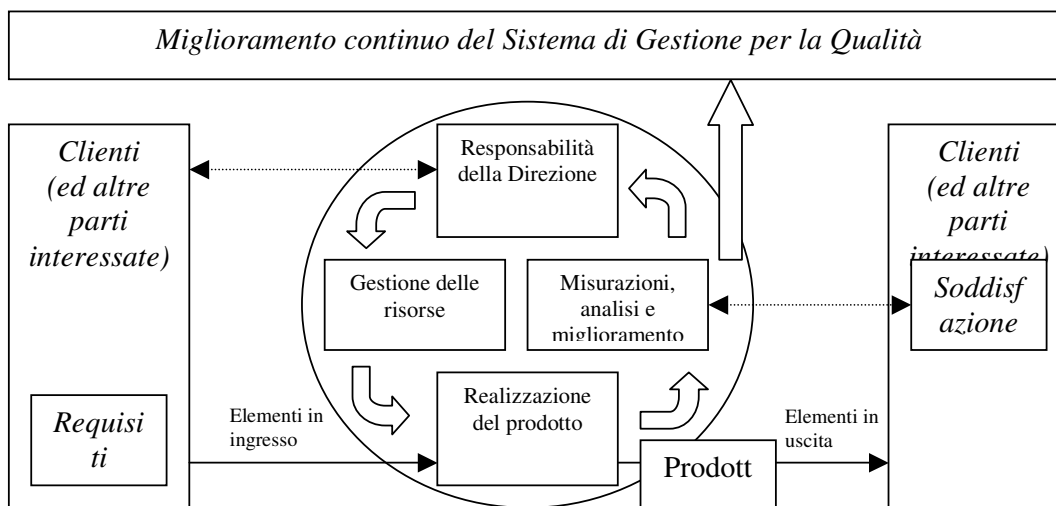 Miglioramento continuo del Sistema di Gestione per la Qualità
Clienti
(ed altre
parti
interessate)
Requisi
ti
Elementi in
ingresso
Responsabilità
della Direzione
Gestione delle
risorse
Misurazioni,
analisi e
miglioramento
Realizzazione
del prodotto
Prodott
Elementi in
uscita
Clienti
(ed altre
parti
interessate)
Soddisf
azione